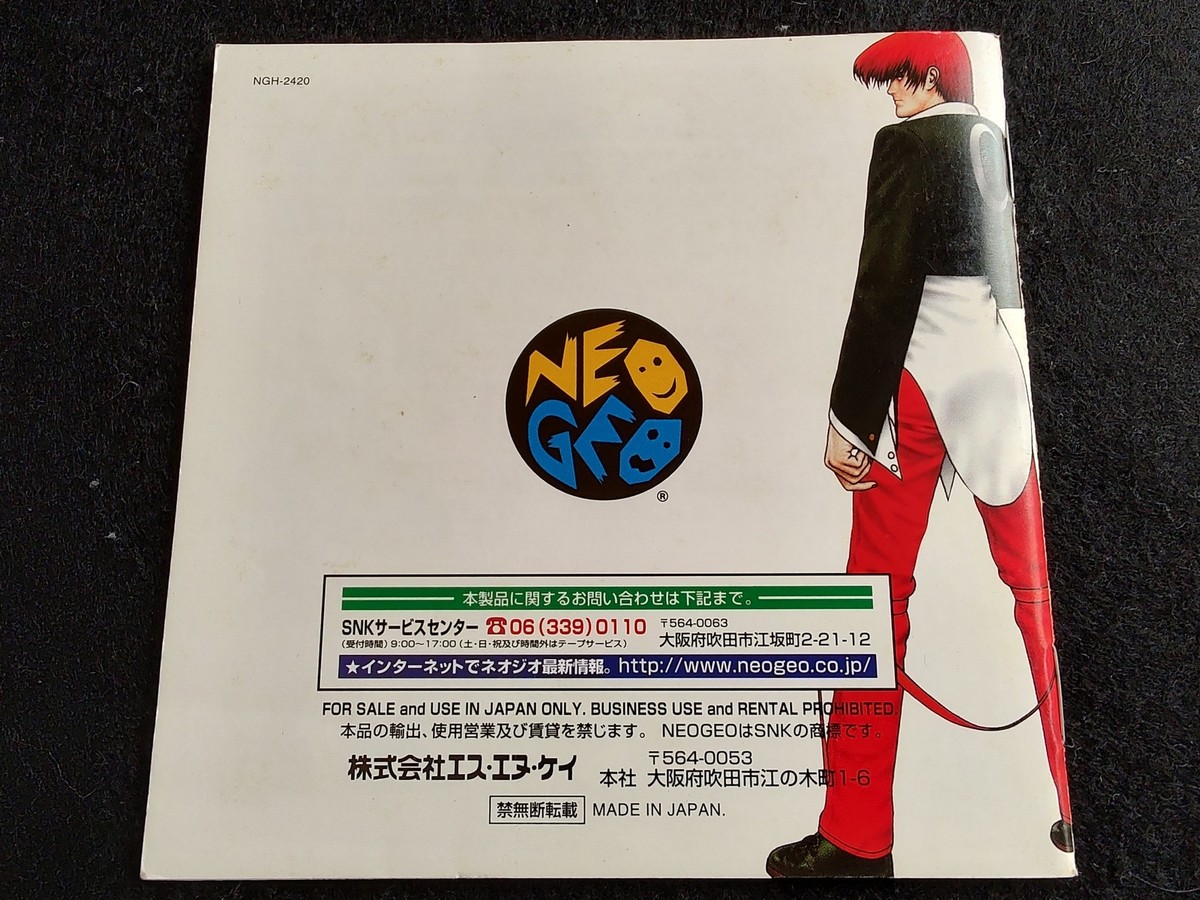 NGH-2420
NEO
GEO
®
本製品に関するお問い合わせは下記まで。
SNKサービスセンター ☎06(339)0110 〒564-0063
(受付時間) 9:00〜17:00 (土・日・祝及び時間外はテープサービス) 大阪府吹田市江坂町2-21-12
★インターネットでネオジオ最新情報。http://www.neogeo.co.jp/
FOR SALE and USE IN JAPAN ONLY. BUSINESS USE and RENTAL PROHIBITED.
本品の輸出、使用営業及び賃貸を禁じます。 NEOGEOはSNKの商標です。
株式会社エス・エヌ・ケイ 〒564-0053
本社 大阪府吹田市江の木町1-6
禁無断転載 MADE IN JAPAN.